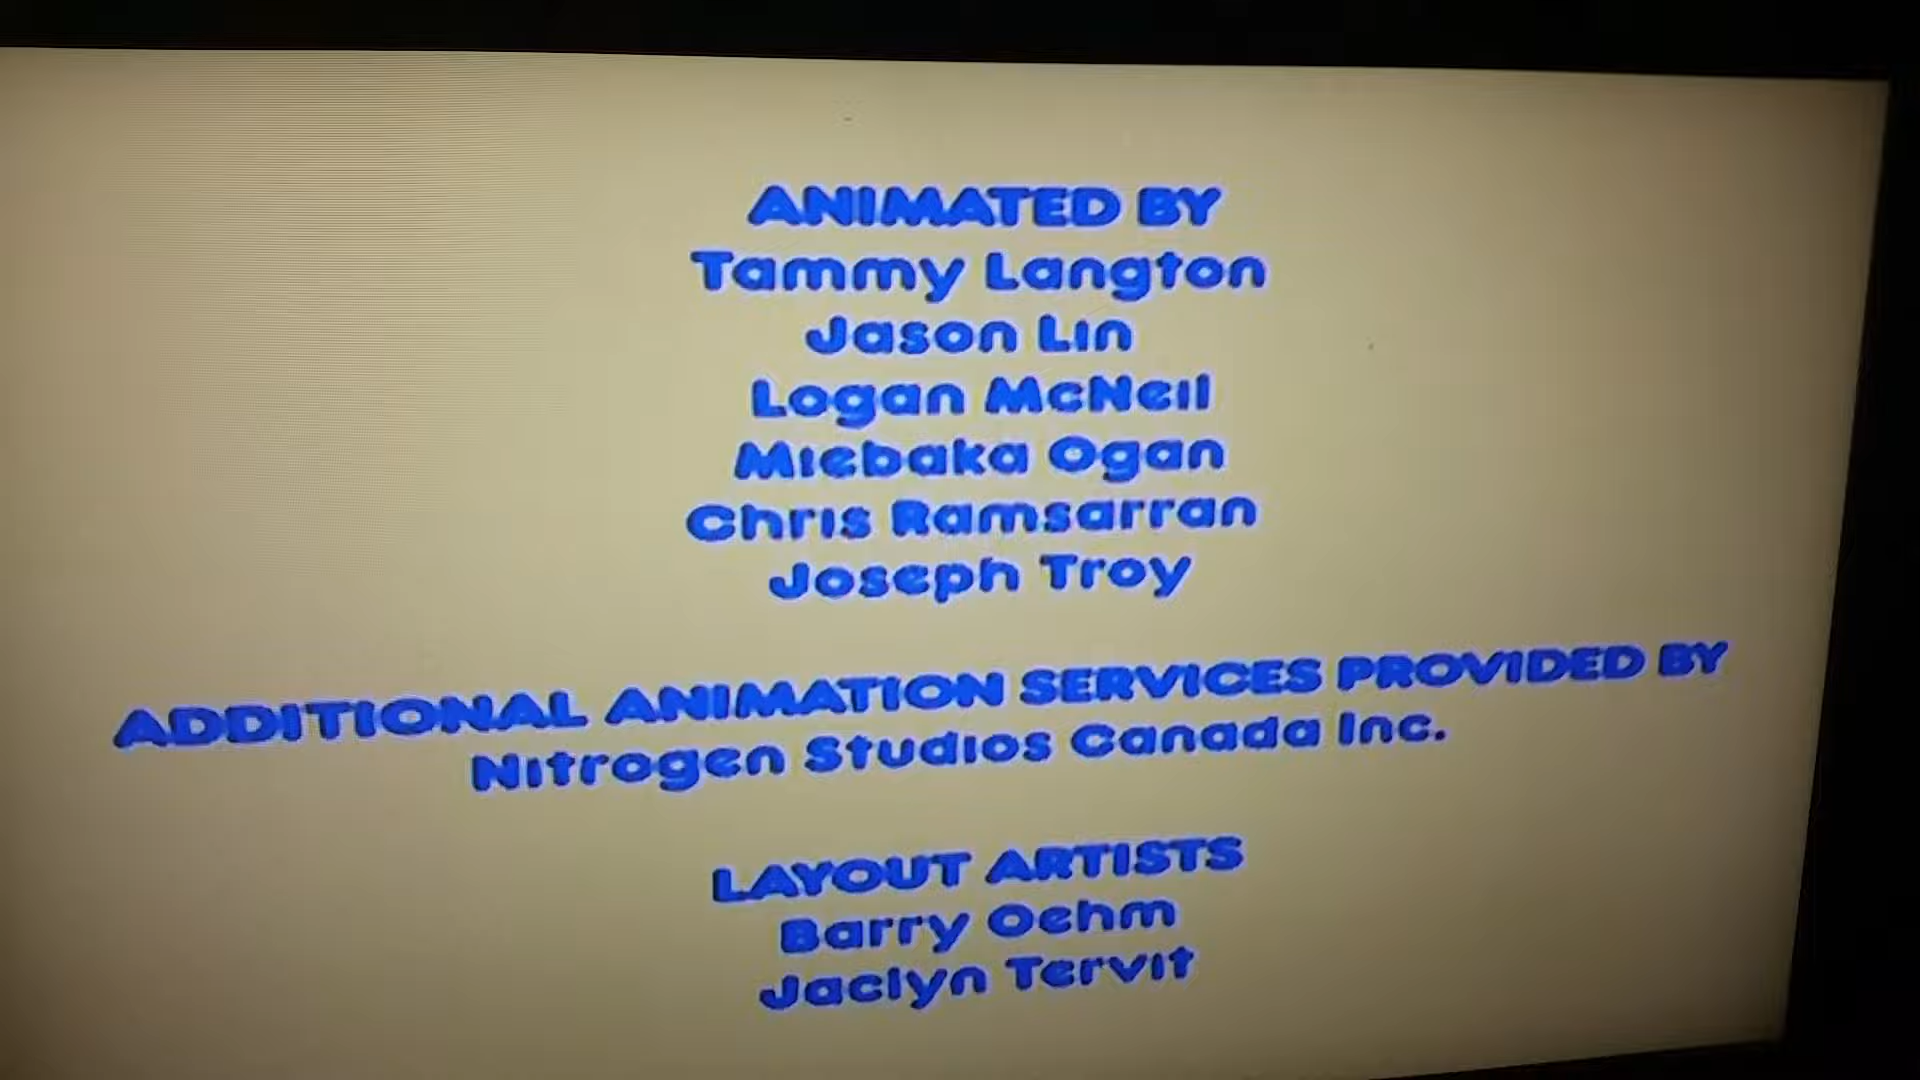 ANIMATED BY
Tammy Langton
Jason Lin
Logan McNeil
Miebaka Ogan
Chris Ramsarran
Joseph Troy
ADDITIONAL ANIMATION SERVICES PROVIDED BY
Nitrogen Studios Canada Inc.
LAYOUT ARTISTS
Barry Oehm
Jaclyn Tervit